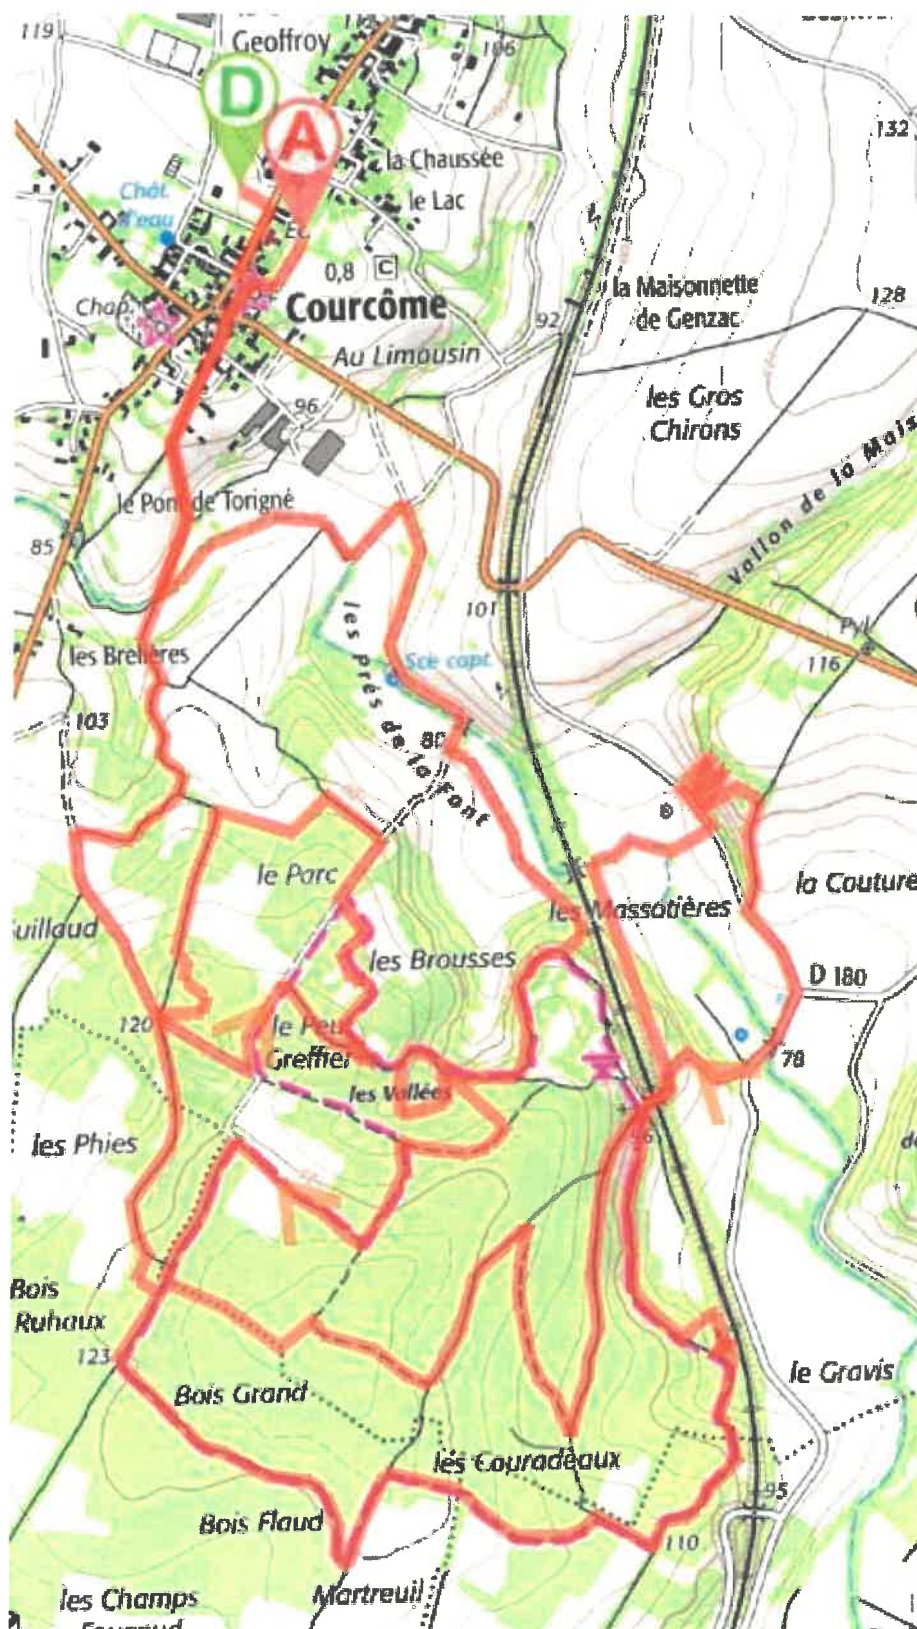 119
Geoffroy
106
D
A
132
la Chaussée
le Lac
Chât.
d'eau
Ec.
0,8 C
la Maisonnette
de Genzac
128
Chap.
Courcôme
92
Au Limousin
les Gros
Chirons
96
le Pont de Torigné
Vallon de la Mais
85
101
les Prés de la Font
Pyl.
les Brelières
Sce capt.
116
103
80
le Parc
la Couture
les Massotières
uillaud
les Brousses
D 180
120
le Peu
Greffier
78
les Vallées
les Phies
96
Bois
Ruhaux
123
le Gravis
Bois Grand
les Couradeaux
95
Bois Flaud
110
Martreuil
les Champs